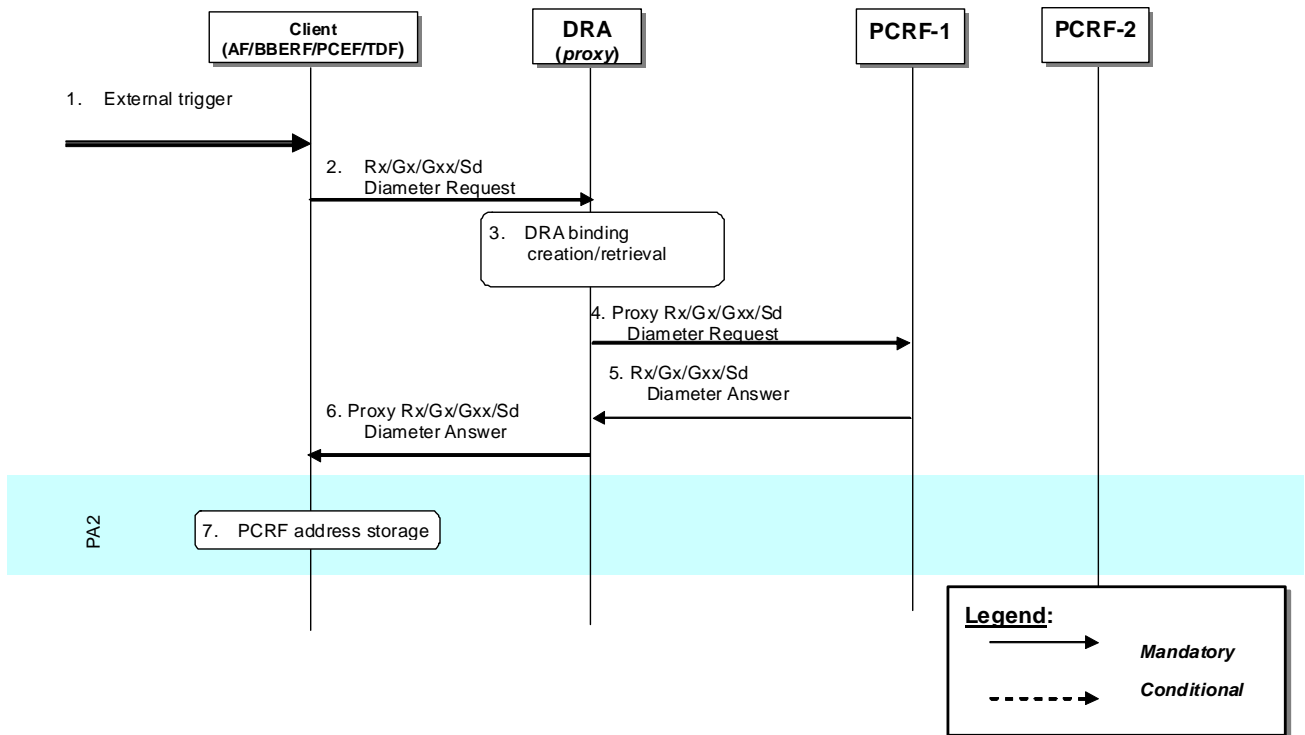 Client
(AF/BBERF/PCEF/TDF)
DRA
(proxy)
PCRF-1
PCRF-2
1. External trigger
2. Rx/Gx/Gxx/Sd
Diameter Request
3. DRA binding
creation/retrieval
4. Proxy Rx/Gx/Gxx/Sd
Diameter Request
5. Rx/Gx/Gxx/Sd
Diameter Answer
6. Proxy Rx/Gx/Gxx/Sd
Diameter Answer
PA2
7. PCRF address storage
Legend:
Mandatory
Conditional